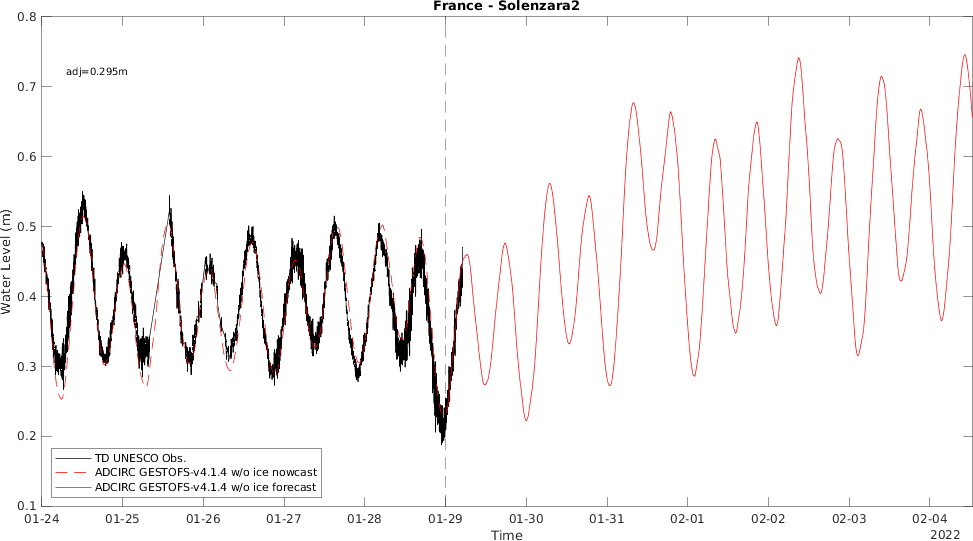 France - Solenzara2
0.8
0.7
0.6
0.5
0.4
0.3
0.2
0.1
Water Level (m)
adj=0.295m
TD UNESCO Obs.
ADCIRC GESTOFS-v4.1.4 w/o ice nowcast
ADCIRC GESTOFS-v4.1.4 w/o ice forecast
01-24 01-25 01-26 01-27 01-28 01-29 01-30 01-31 02-01 02-02 02-03 02-04
Time
2022